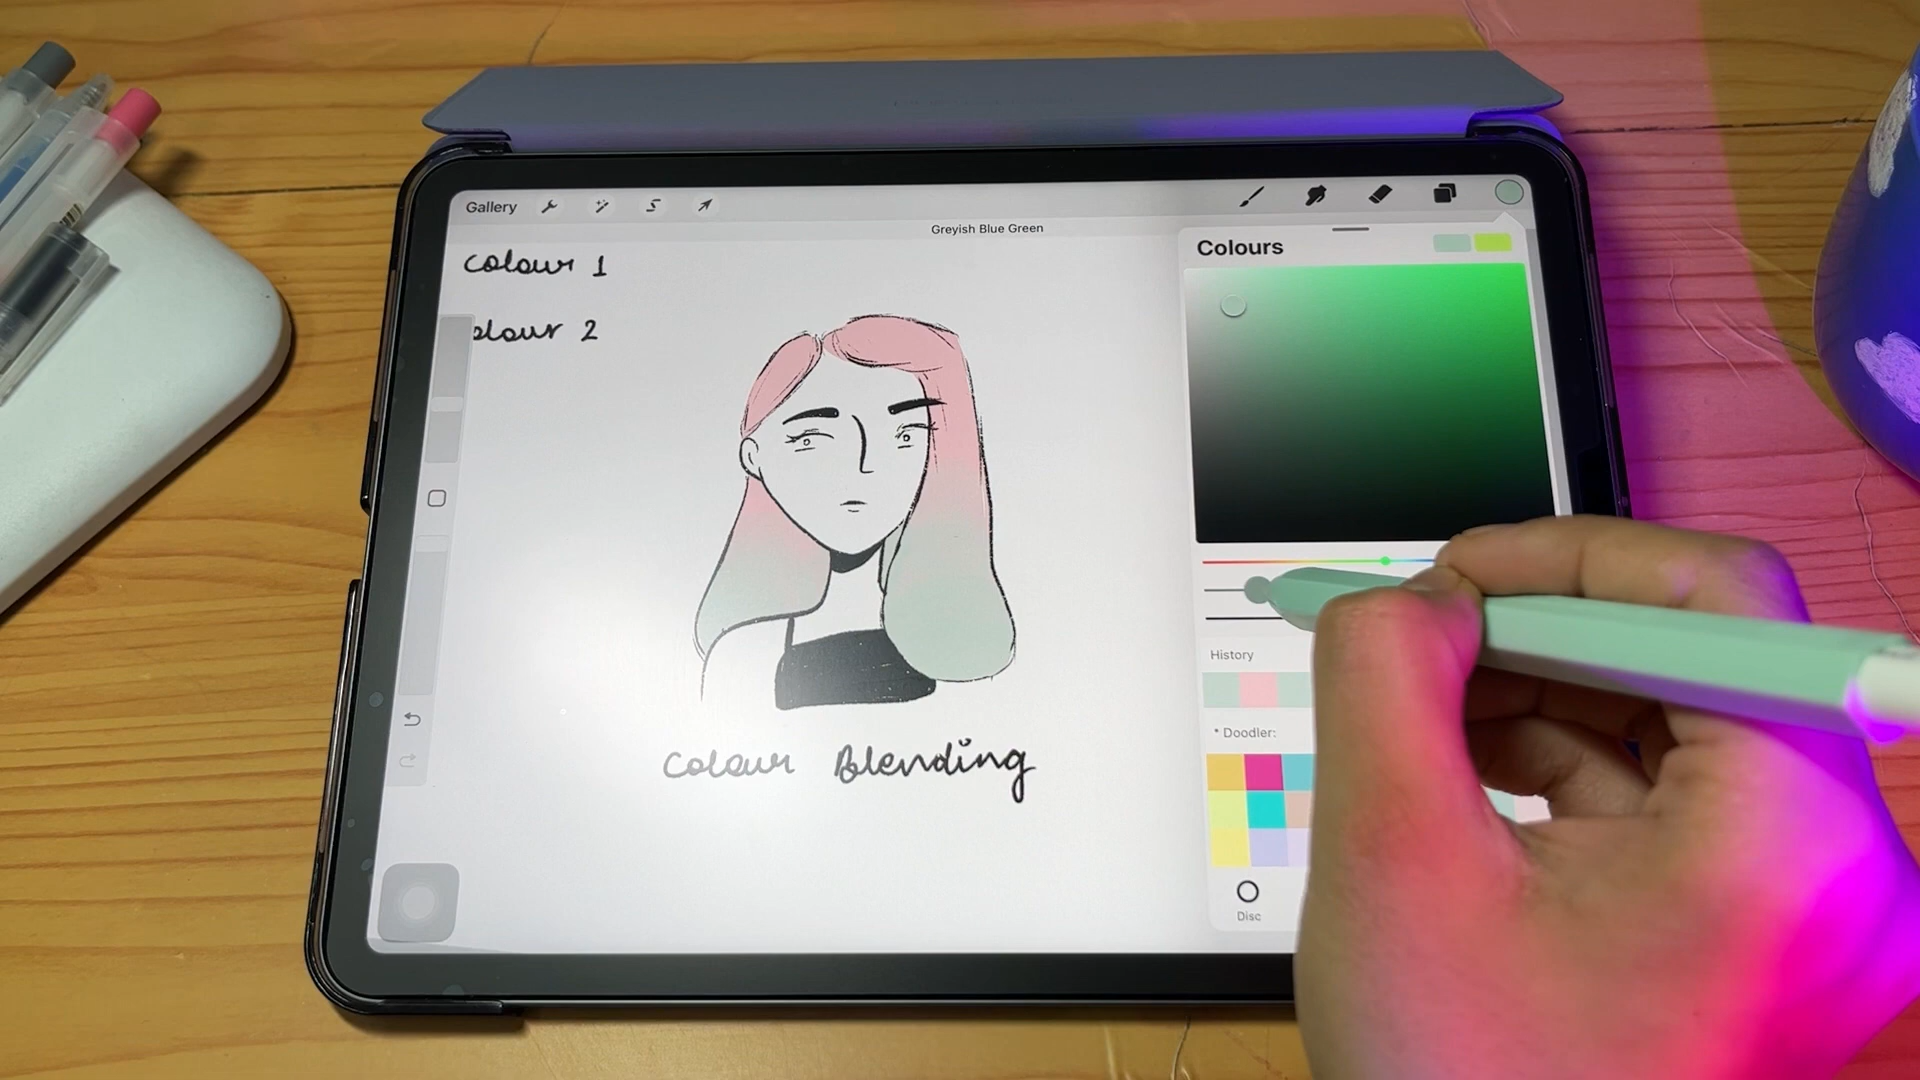 Gallery
Greyish Blue Green
Colours
colour 1
olour 2
History
* Doodler:
colour Blending
Disc